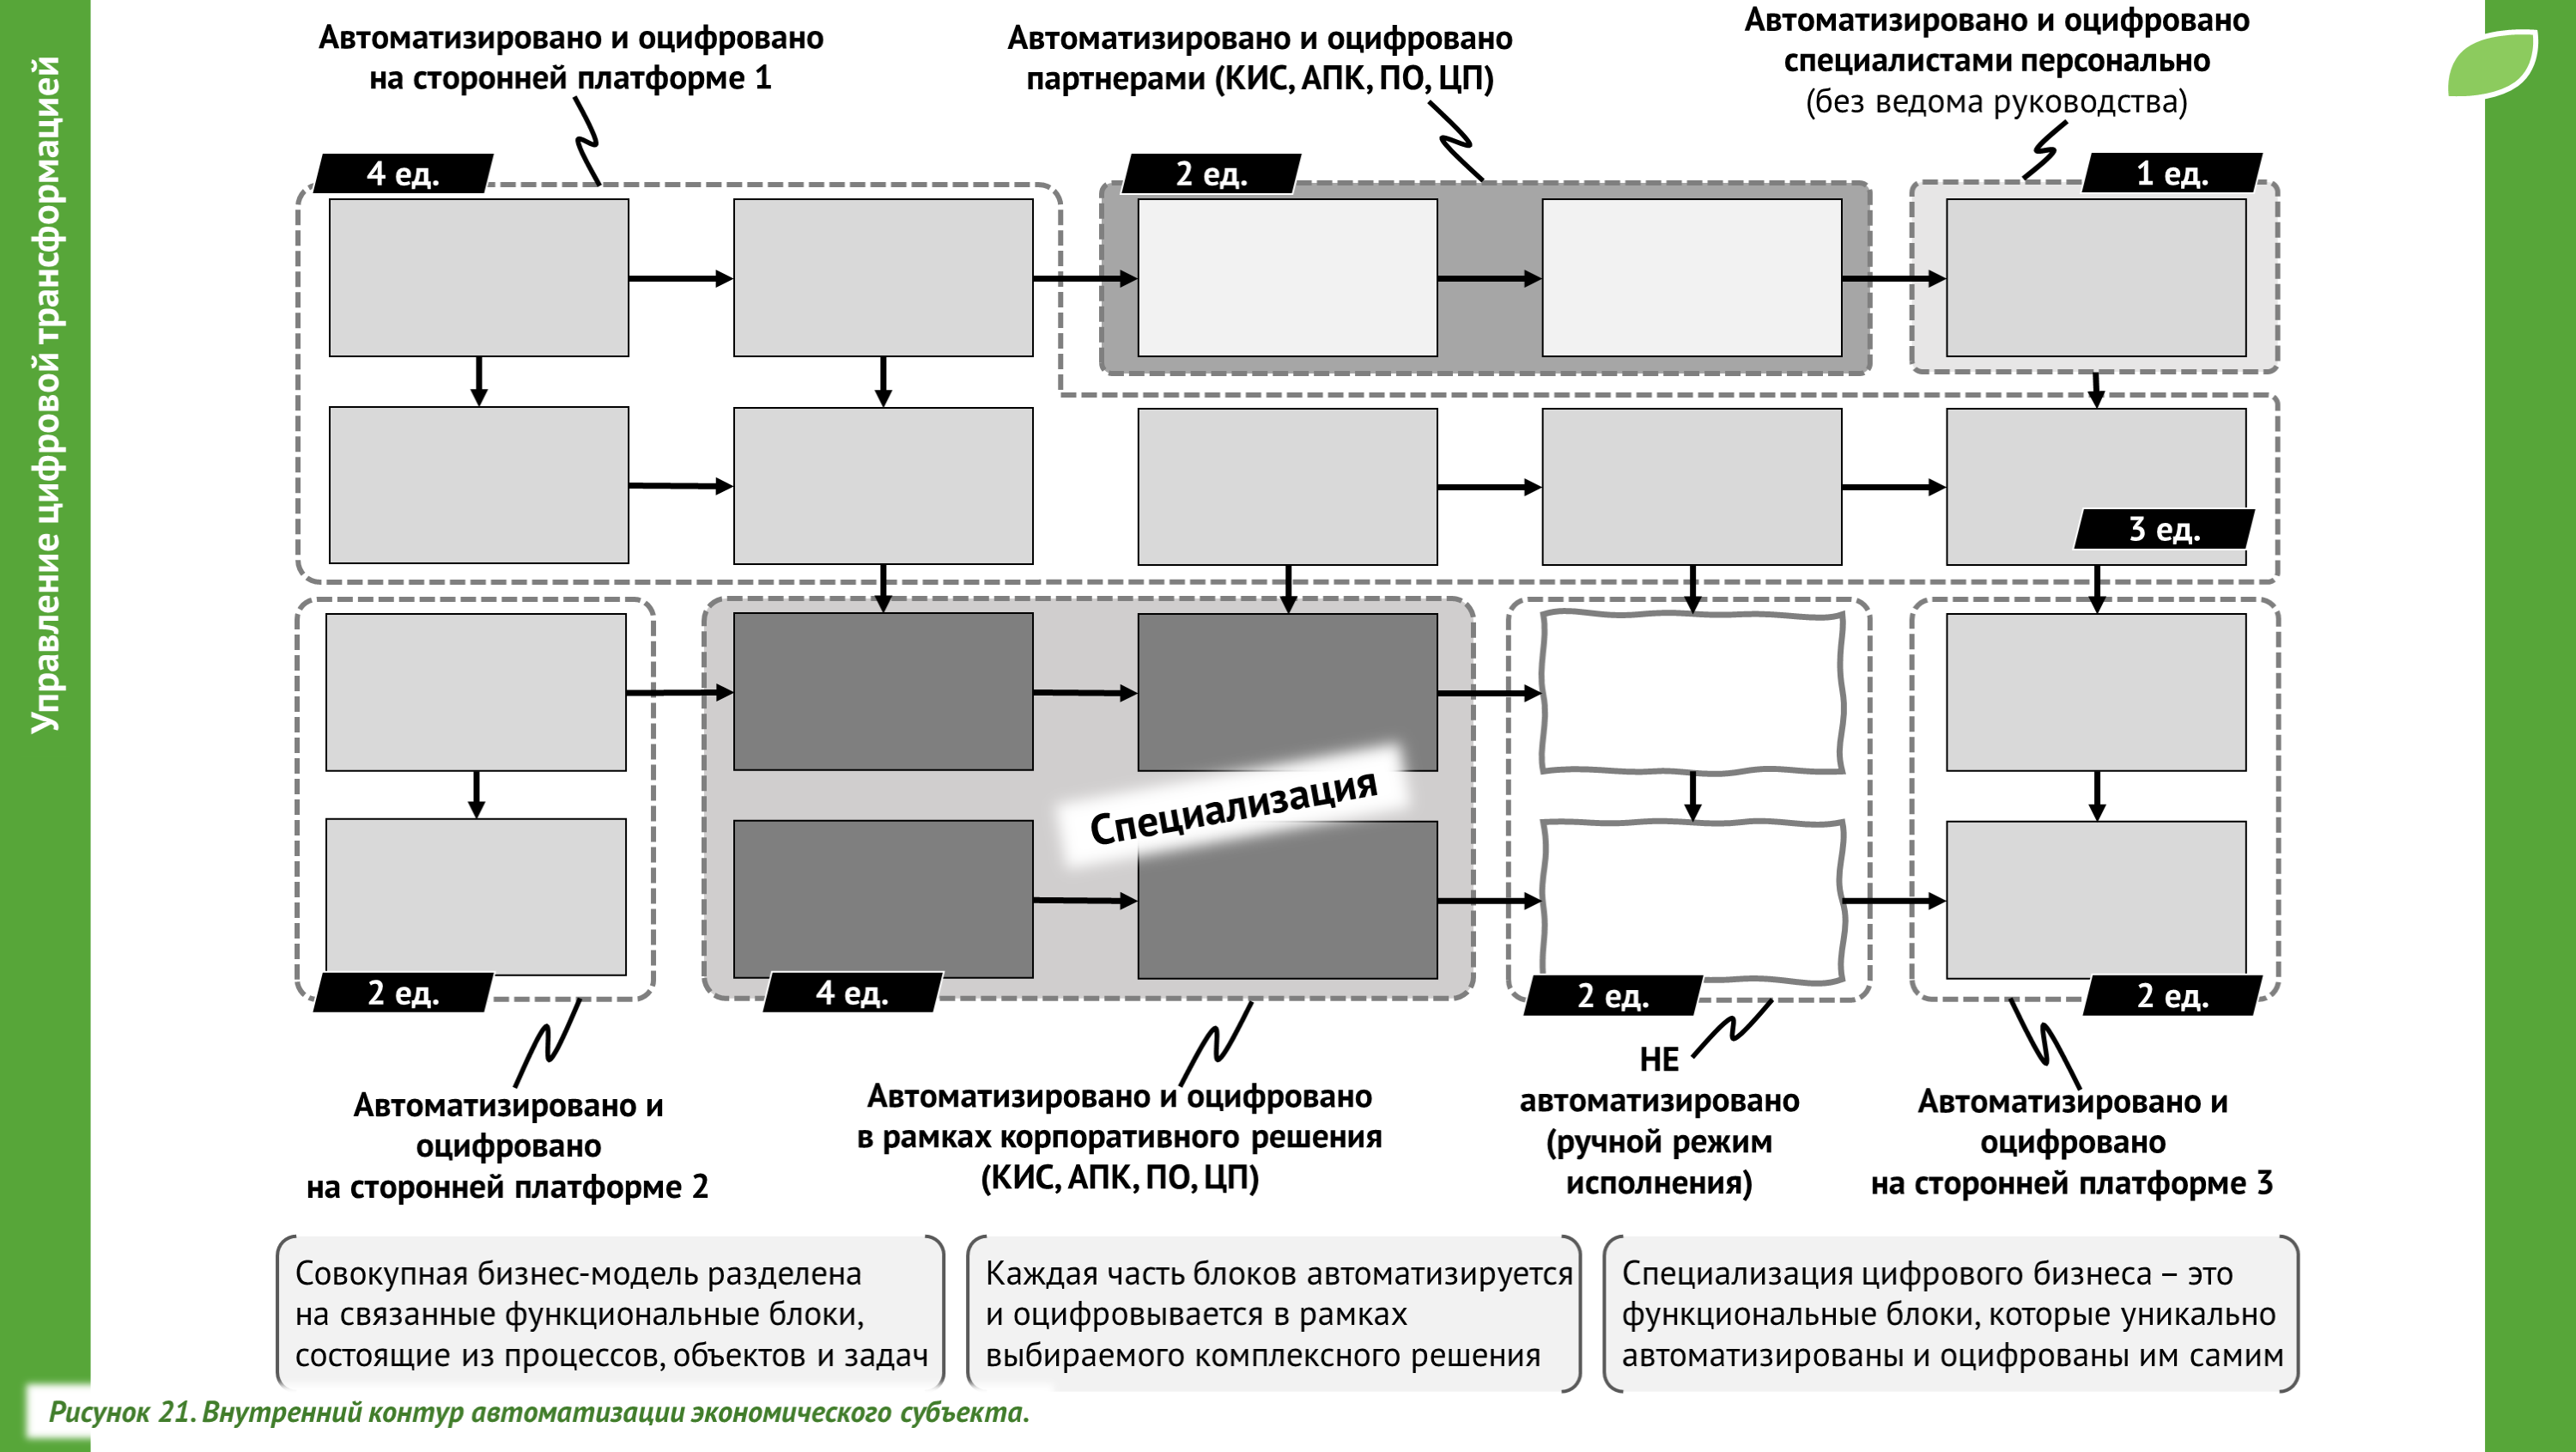 Управление цифровой трансформацией
Автоматизировано и оцифровано
на сторонней платформе 1
Автоматизировано и оцифровано
партнерами (КИС, АПК, ПО, ЦП)
Автоматизировано и оцифровано
специалистами персонально
(без ведома руководства)
4 ед.
2 ед.
1 ед.
3 ед.
Специализация
2 ед.
4 ед.
2 ед.
2 ед.
Автоматизировано и
оцифровано
на сторонней платформе 2
Автоматизировано и оцифровано
в рамках корпоративного решения
(КИС, АПК, ПО, ЦП)
НЕ
автоматизировано
(ручной режим
исполнения)
Автоматизировано и
оцифровано
на сторонней платформе 3
Совокупная бизнес-модель разделена
на связанные функциональные блоки,
состоящие из процессов, объектов и задач
Каждая часть блоков автоматизируется
и оцифровывается в рамках
выбираемого комплексного решения
Специализация цифрового бизнеса – это
функциональные блоки, которые уникально
автоматизированы и оцифрованы им самим
Рисунок 21. Внутренний контур автоматизации экономического субъекта.